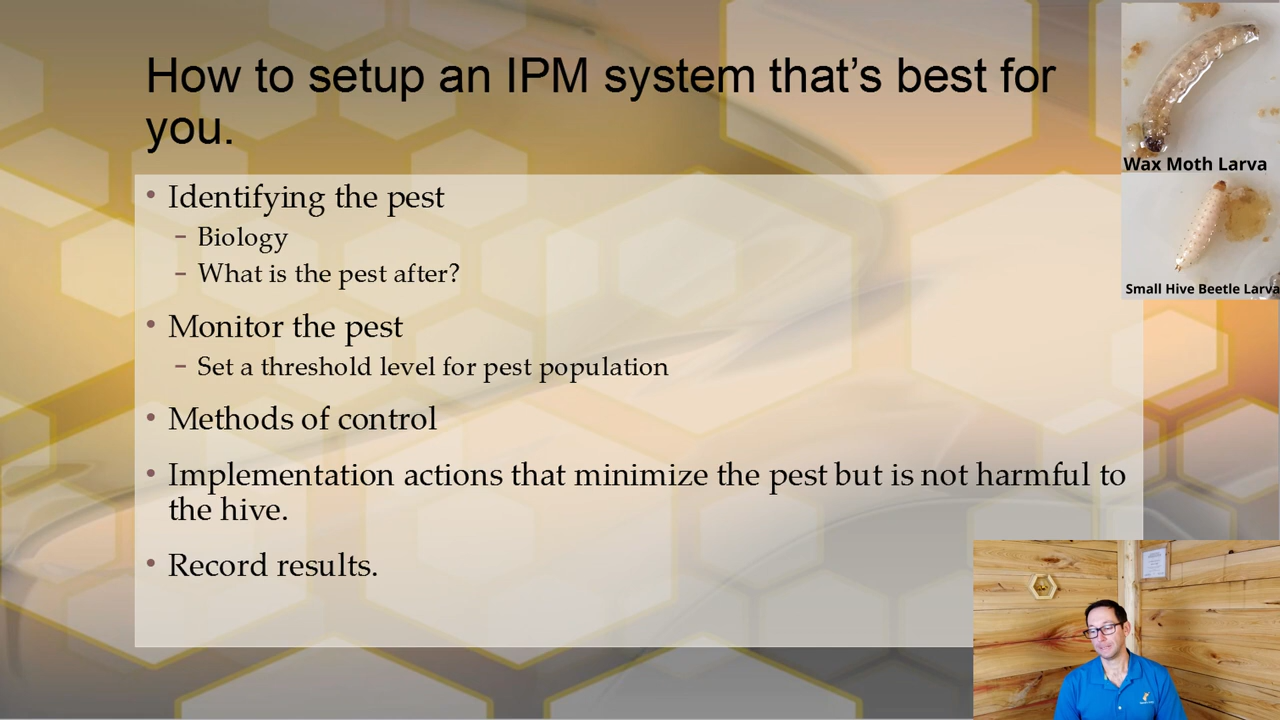 How to setup an IPM system that’s best for
you.
• Identifying the pest
– Biology
– What is the pest after?
• Monitor the pest
– Set a threshold level for pest population
• Methods of control
• Implementation actions that minimize the pest but is not harmful to
the hive.
• Record results.
Wax Moth Larva
Small Hive Beetle Larva